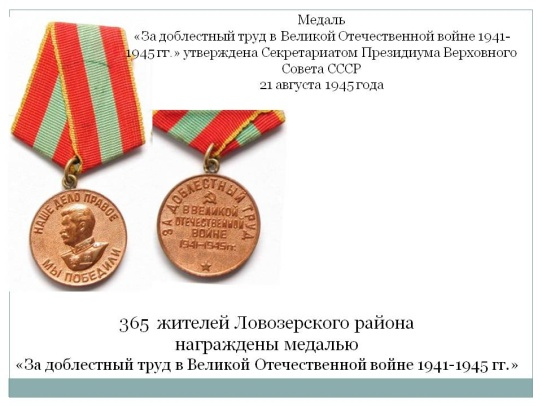 Медаль
«За доблестный труд в Великой Отечественной войне 1941-
1945 гг.» утверждена Секретариатом Президиума Верховного
Совета СССР
21 августа 1945 года
НАШЕ ДЕЛО ПРАВОЕ
МЫ ПОБЕДИЛИ
ЗА ДОБЛЕСТНЫЙ ТРУД
В ВЕЛИКОЙ
ОТЕЧЕСТВЕННОЙ
ВОЙНЕ
1941-1945 гг.
365 жителей Ловозерского района
награждены медалью
«За доблестный труд в Великой Отечественной войне 1941-1945 гг.»